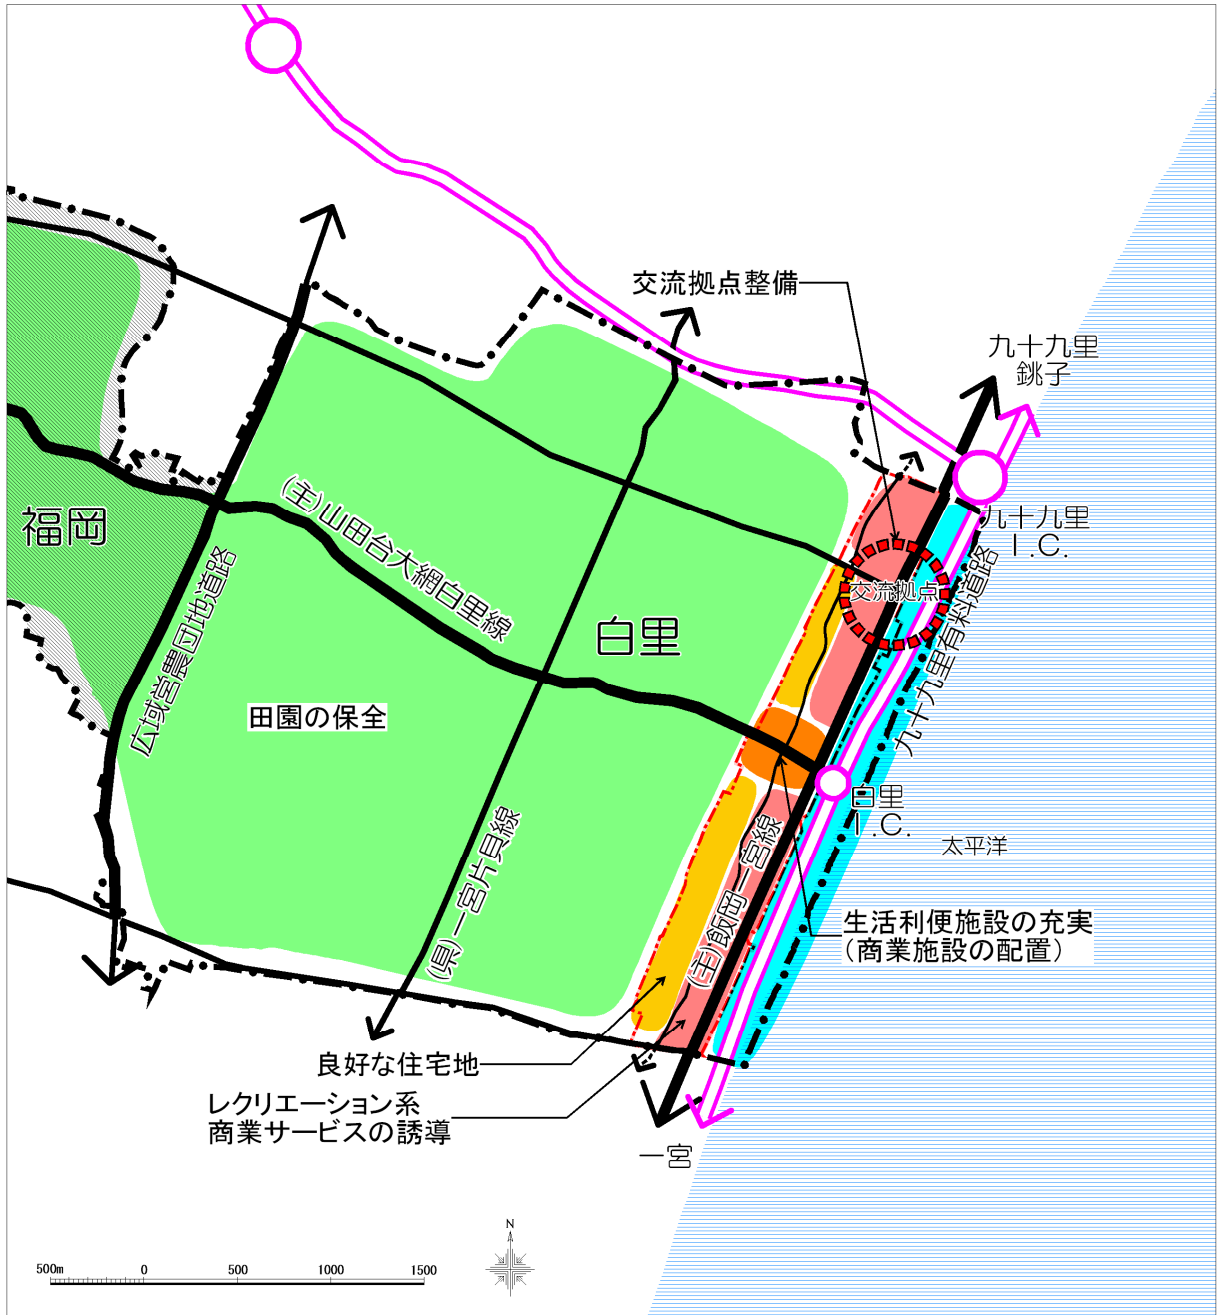 交流拠点整備
九十九里
銚子
九十九里
I.C.
福岡
(主)山田台大網白里線
交流拠点
九十九里有料道路
広域営農団地道路
白里
田園の保全
白里
I.C.
太平洋
(県)一宮片貝線
(主)飯岡一宮線
生活利便施設の充実
(商業施設の配置)
良好な住宅地
レクリエーション系
商業サービスの誘導
一宮
N
500m 0 500 1000 1500